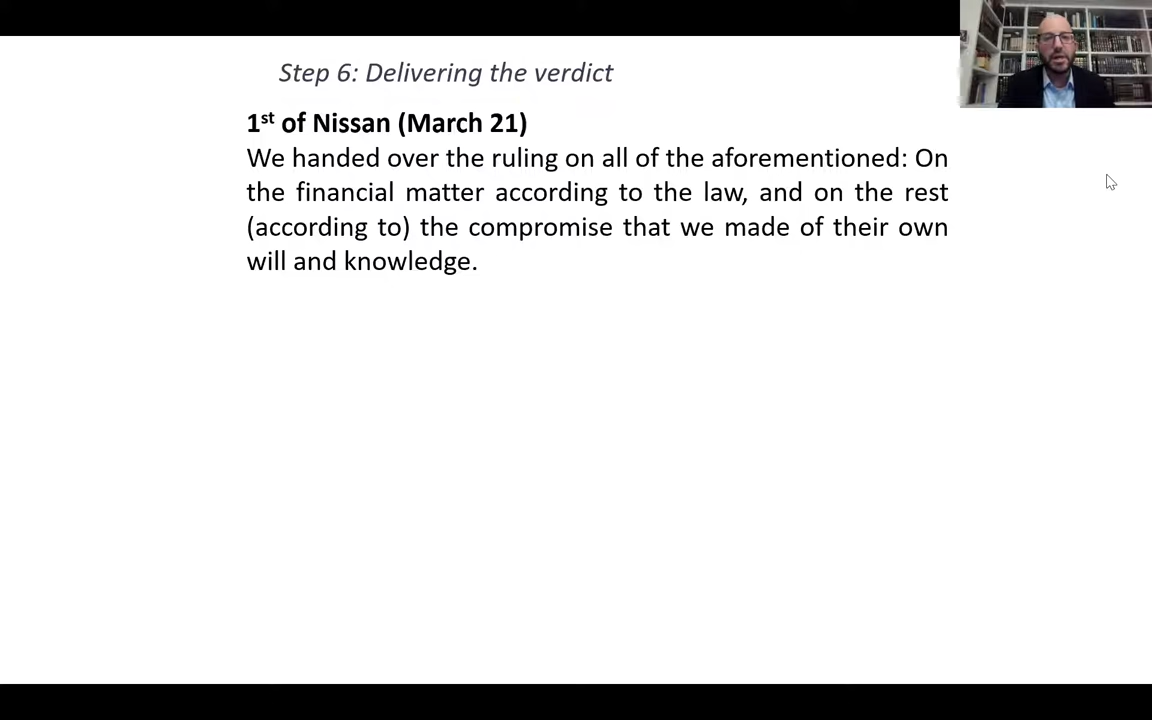 Step 6: Delivering the verdict
1st of Nissan (March 21)
We handed over the ruling on all of the aforementioned: On
the financial matter according to the law, and on the rest
(according to) the compromise that we made of their own
will and knowledge.